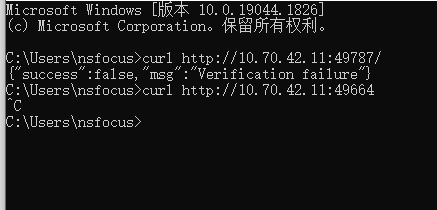 Microsoft Windows [版本 10.0.19044.1826]
(c) Microsoft Corporation。保留所有权利。
C:\Users\nsfocus>curl http://10.70.42.11:49787/
{"success":false,"msg":"Verification failure"}
C:\Users\nsfocus>curl http://10.70.42.11:49664
^C
C:\Users\nsfocus>